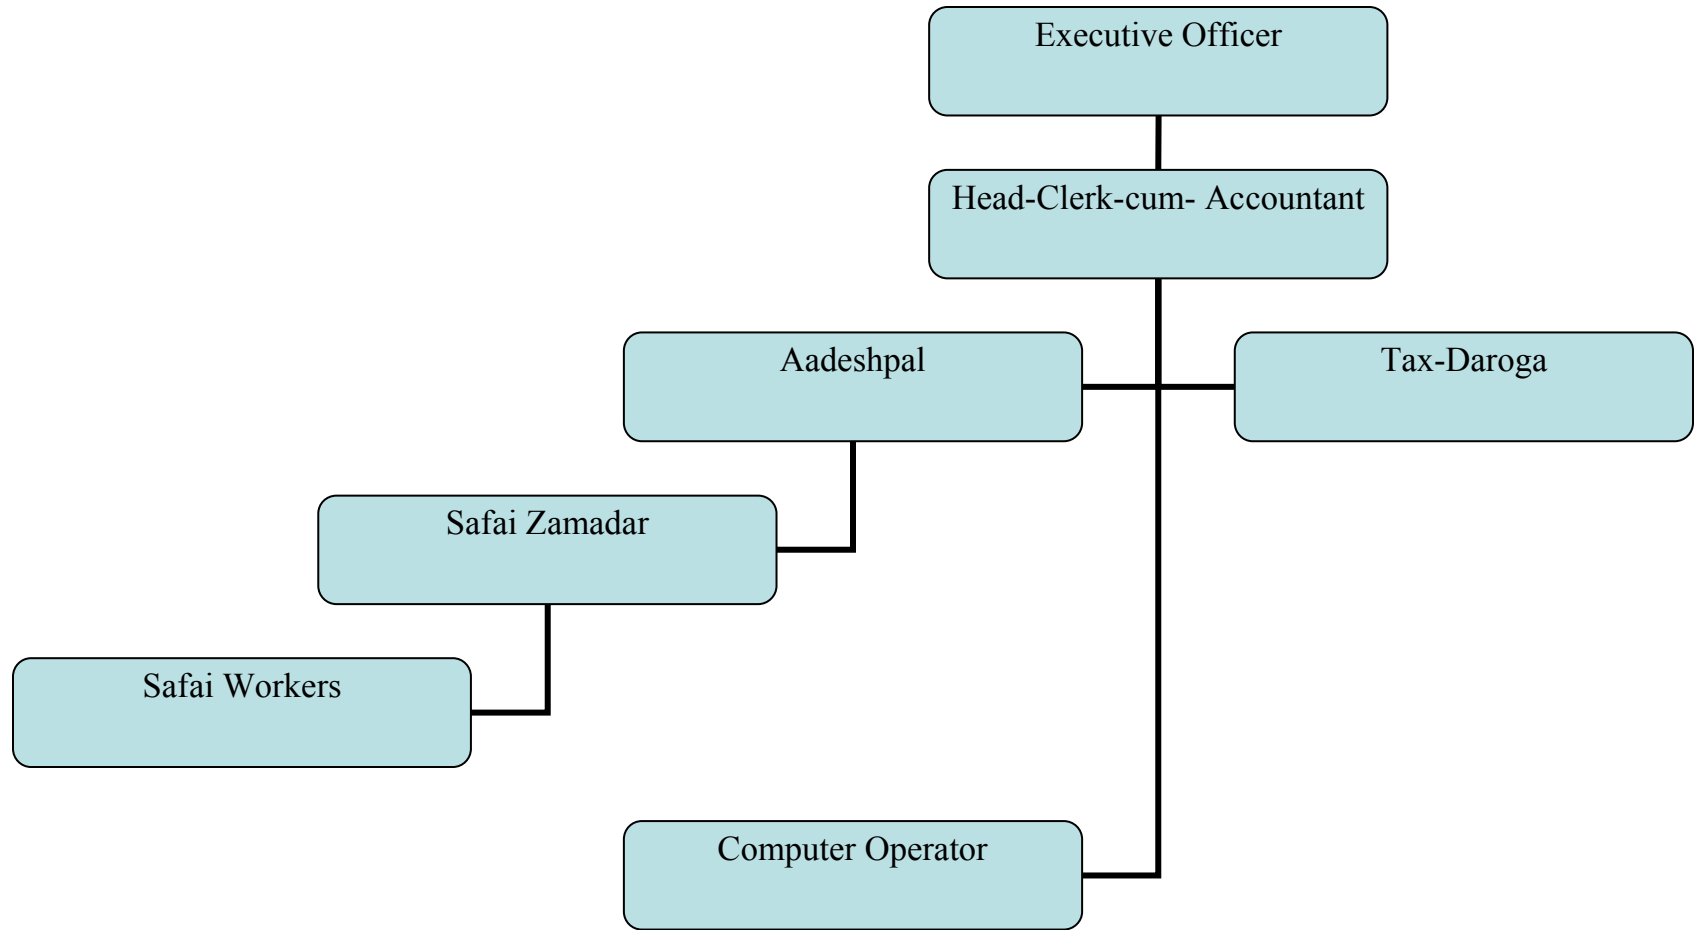 Executive Officer
Head-Clerk-cum- Accountant
Aadeshpal
Tax-Daroga
Safai Zamadar
Safai Workers
Computer Operator